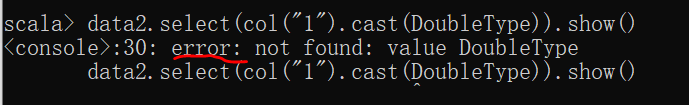 scala> data2.select(col("1").cast(DoubleType)).show()
<console>:30: error: not found: value DoubleType
data2.select(col("1").cast(DoubleType)).show()
^